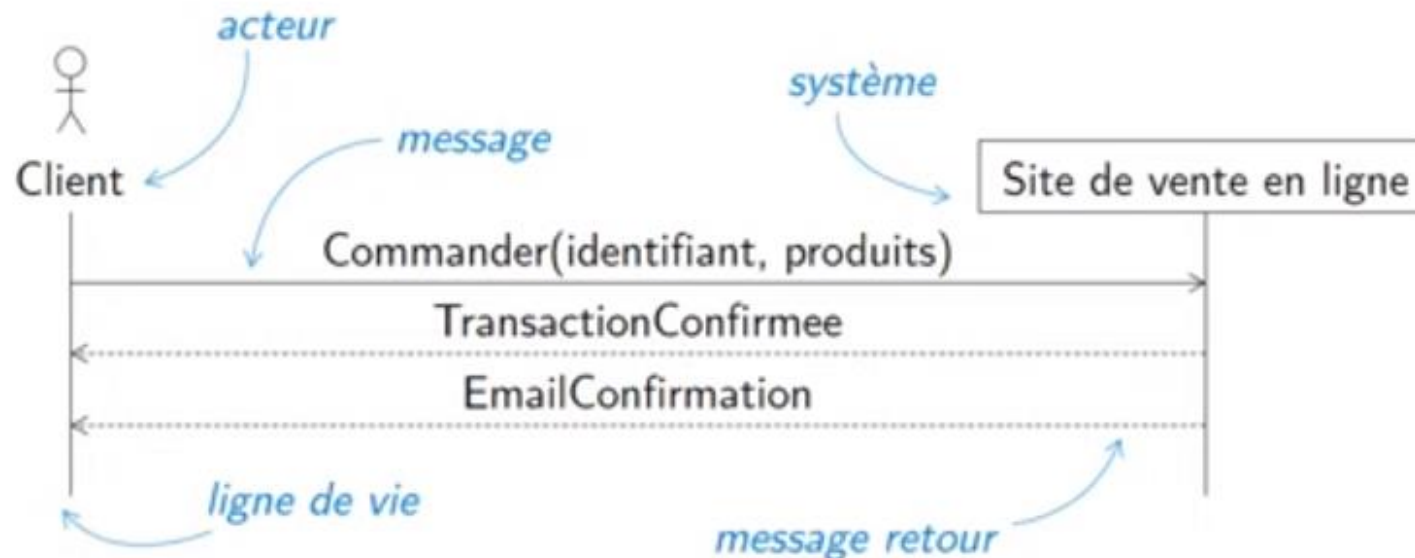 acteur
système
message
Client
Site de vente en ligne
Commander(identifiant, produits)
TransactionConfirmee
EmailConfirmation
ligne de vie
message retour